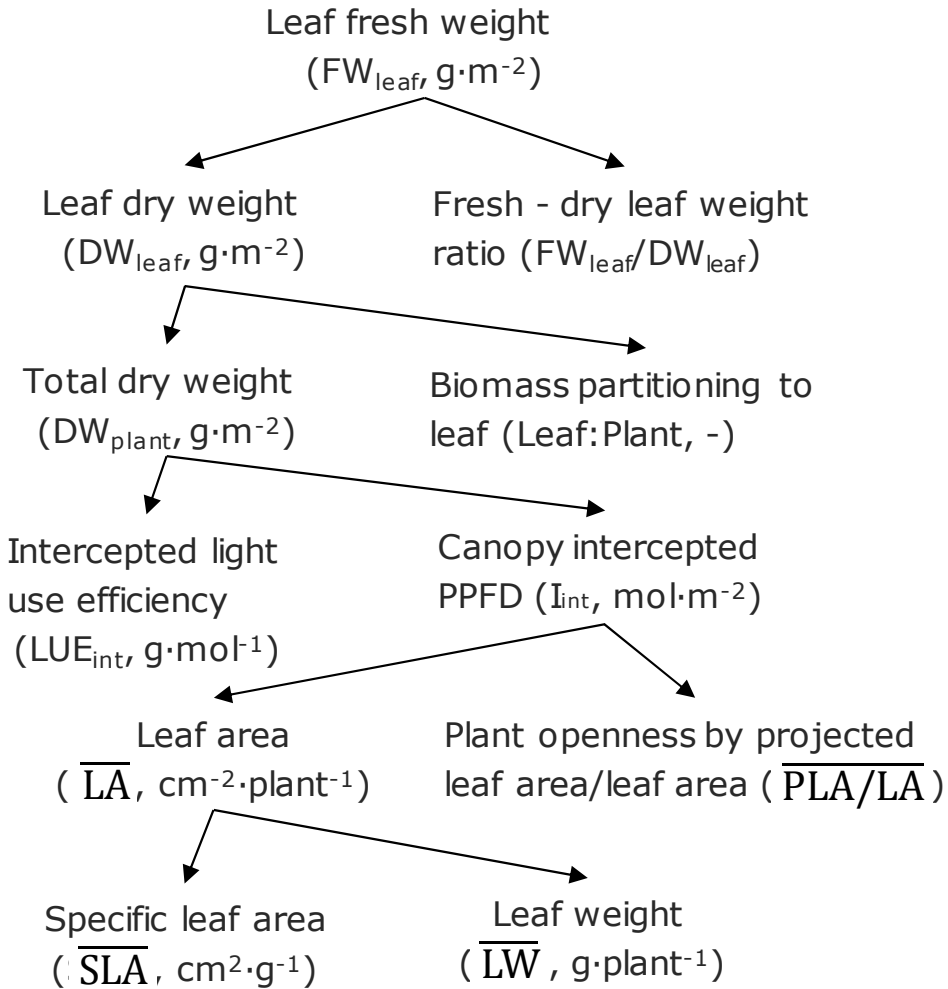 Leaf fresh weight
(FWleaf, g·m-2)
Leaf dry weight
(DWleaf, g·m-2)
Fresh - dry leaf weight
ratio (FWleaf/DWleaf)
Total dry weight
(DWplant, g·m-2)
Biomass partitioning to
leaf (Leaf:Plant, -)
Intercepted light
use efficiency
(LUEint, g·mol-1)
Canopy intercepted
PPFD (Iint, mol·m-2)
Leaf area
( LA, cm-2·plant-1)
Plant openness by projected
leaf area/leaf area ( PLA/LA )
Specific leaf area
( SLA, cm2·g-1)
Leaf weight
( LW , g·plant-1)